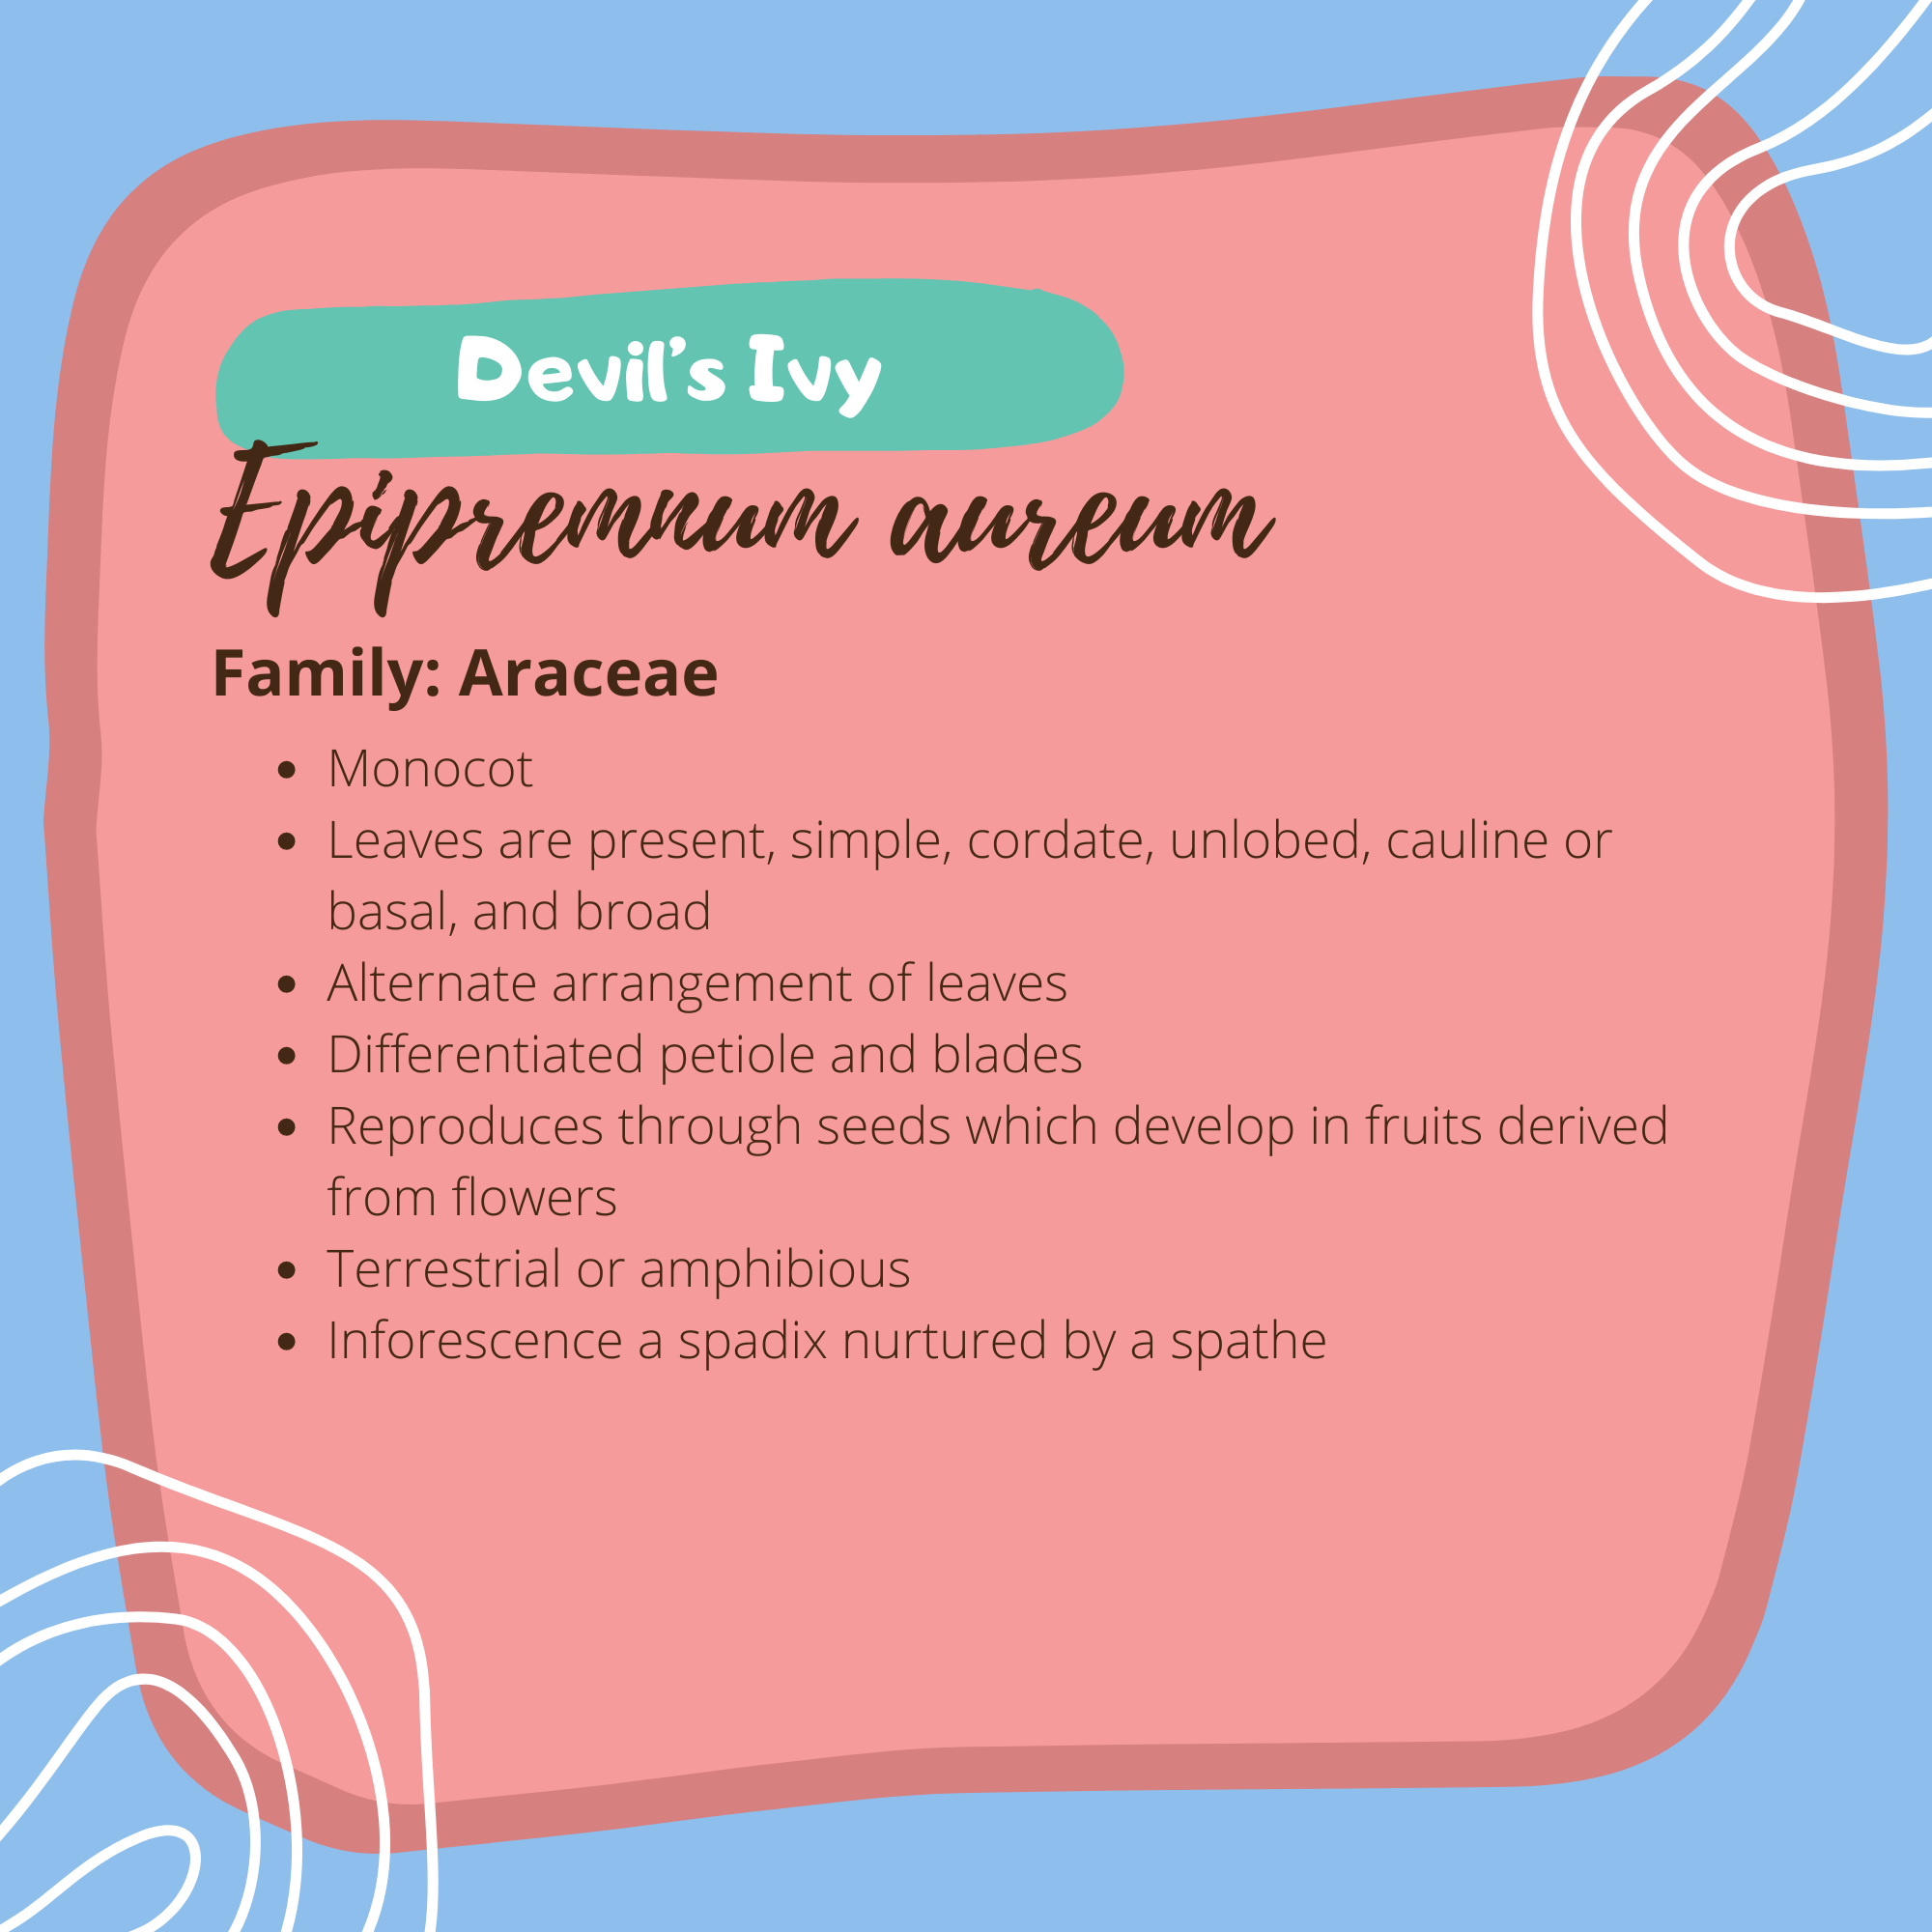 Devil's Ivy
Epipremnum aureum
Family: Araceae
• Monocot
• Leaves are present, simple, cordate, unlobed, cauline or
basal, and broad
• Alternate arrangement of leaves
• Differentiated petiole and blades
• Reproduces through seeds which develop in fruits derived
from flowers
• Terrestrial or amphibious
• Inforescence a spadix nurtured by a spathe